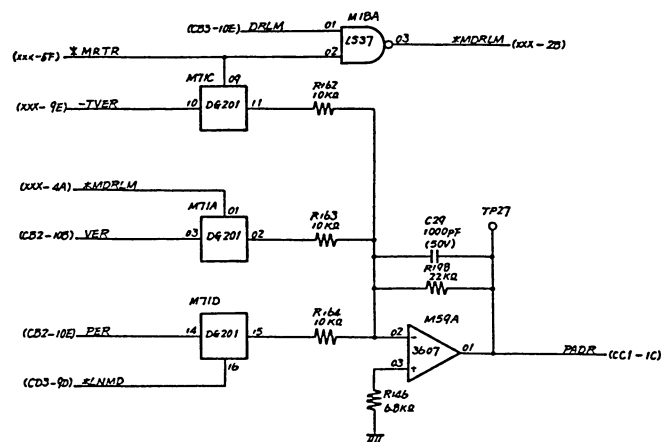 M18A
(CB3-10E) DRLM 01
LS37 03 *MDRLM (XXX-2B)
(XXX-5F) *MRTR 02
M71C 09
R162
10KΩ
(XXX-9E) -TVER 10 DG201 11
(XXX-4A) *MDRLM
M71A 01
R163
10KΩ
(CB2-10B) VER 03 DG201 02
C29
1000PF
(50V)
TP27
R198
22KΩ
M71D
R164
10KΩ
M59A
(CB2-10E) PER 14 DG201 15
02 -
3607 01 PADR (CC1-1C)
03 +
16
(CD3-9D) *LNMD
R146
6.8KΩ